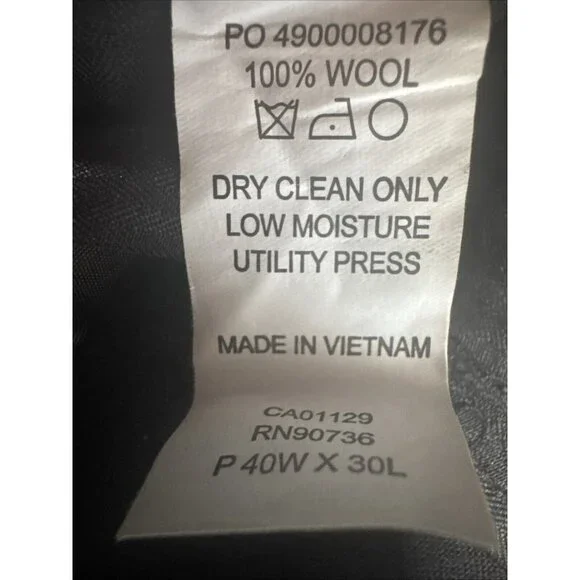 PO 4900008176
100% WOOL
DRY CLEAN ONLY
LOW MOISTURE
UTILITY PRESS
MADE IN VIETNAM
CA01129
RN90736
P 40W X 30L